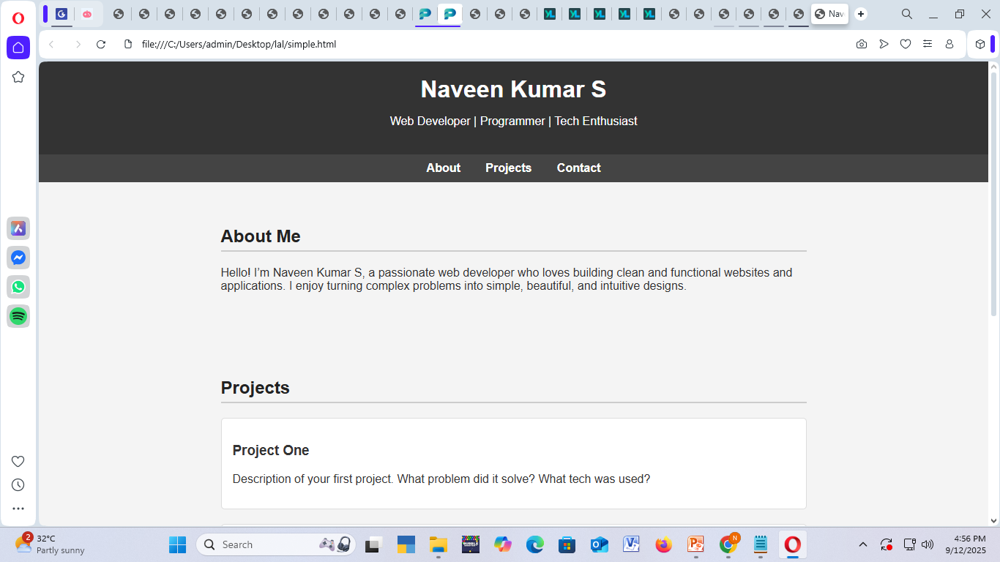 Nav
file:///C:/Users/admin/Desktop/lal/simple.html
Naveen Kumar S
Web Developer | Programmer | Tech Enthusiast
About Projects Contact
About Me
Hello! I’m Naveen Kumar S, a passionate web developer who loves building clean and functional websites and
applications. I enjoy turning complex problems into simple, beautiful, and intuitive designs.
Projects
Project One
Description of your first project. What problem did it solve? What tech was used?
2
32°C
Partly sunny
Search
N
4:56 PM
9/12/2025